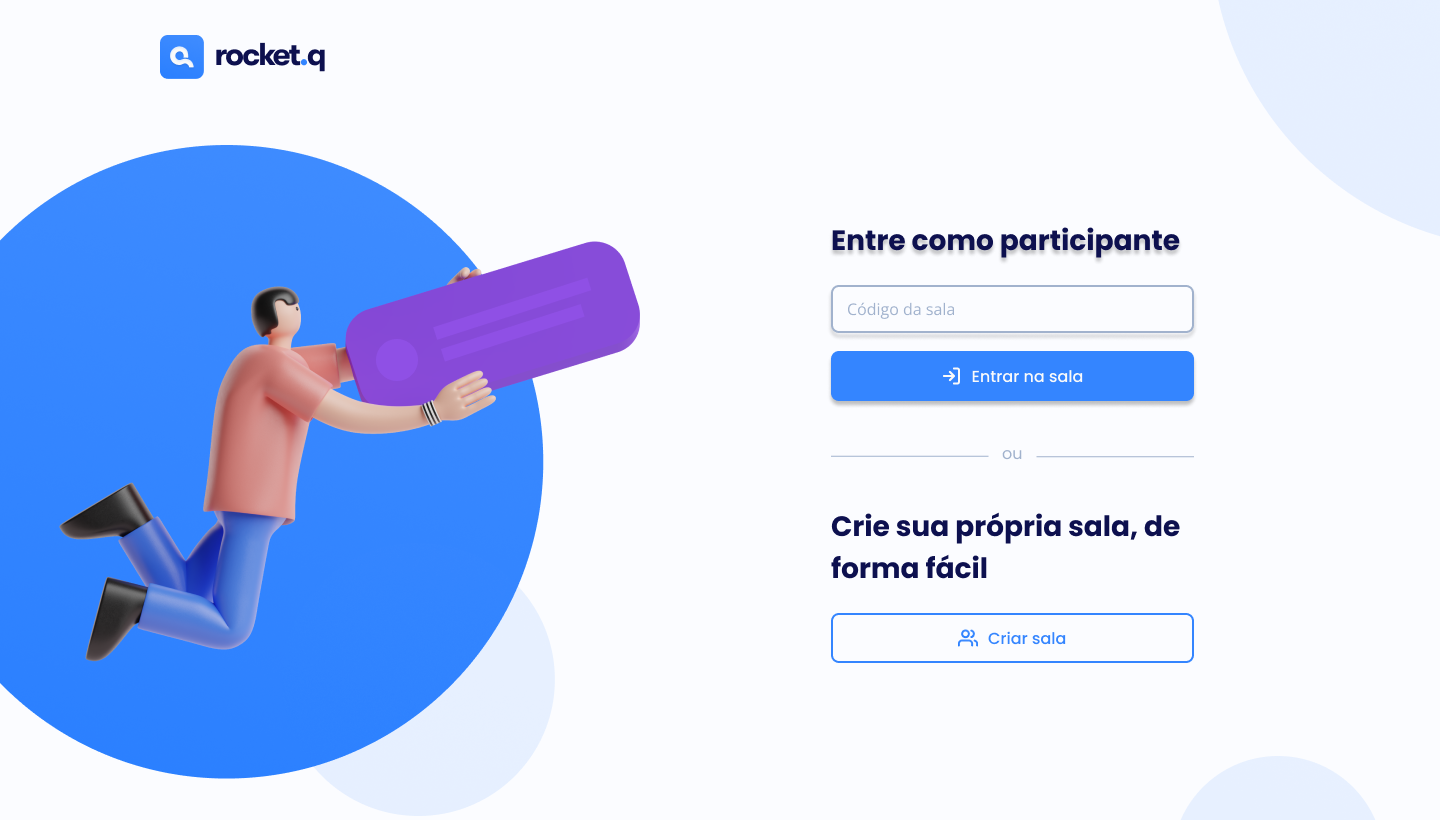 rocket.q
Entre como participante
Código da sala
Entrar na sala
ou
Crie sua própria sala, de
forma fácil
Criar sala